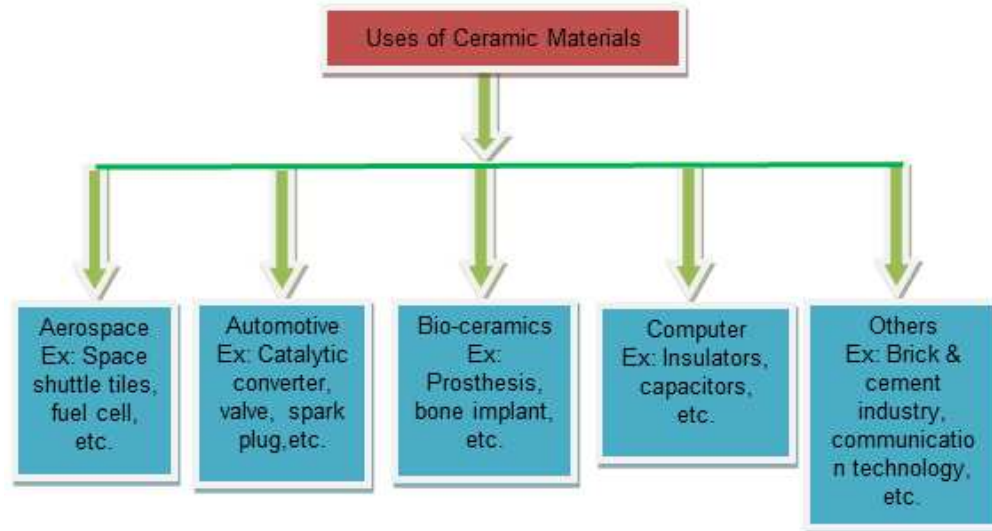 Uses of Ceramic Materials
Aerospace
Ex: Space
shuttle tiles,
fuel cell,
etc.
Automotive
Ex: Catalytic
converter,
valve, spark
plug,etc.
Bio-ceramics
Ex:
Prosthesis,
bone implant,
etc.
Computer
Ex: Insulators,
capacitors,
etc.
Others
Ex: Brick &
cement
industry,
communicatio
n technology,
etc.